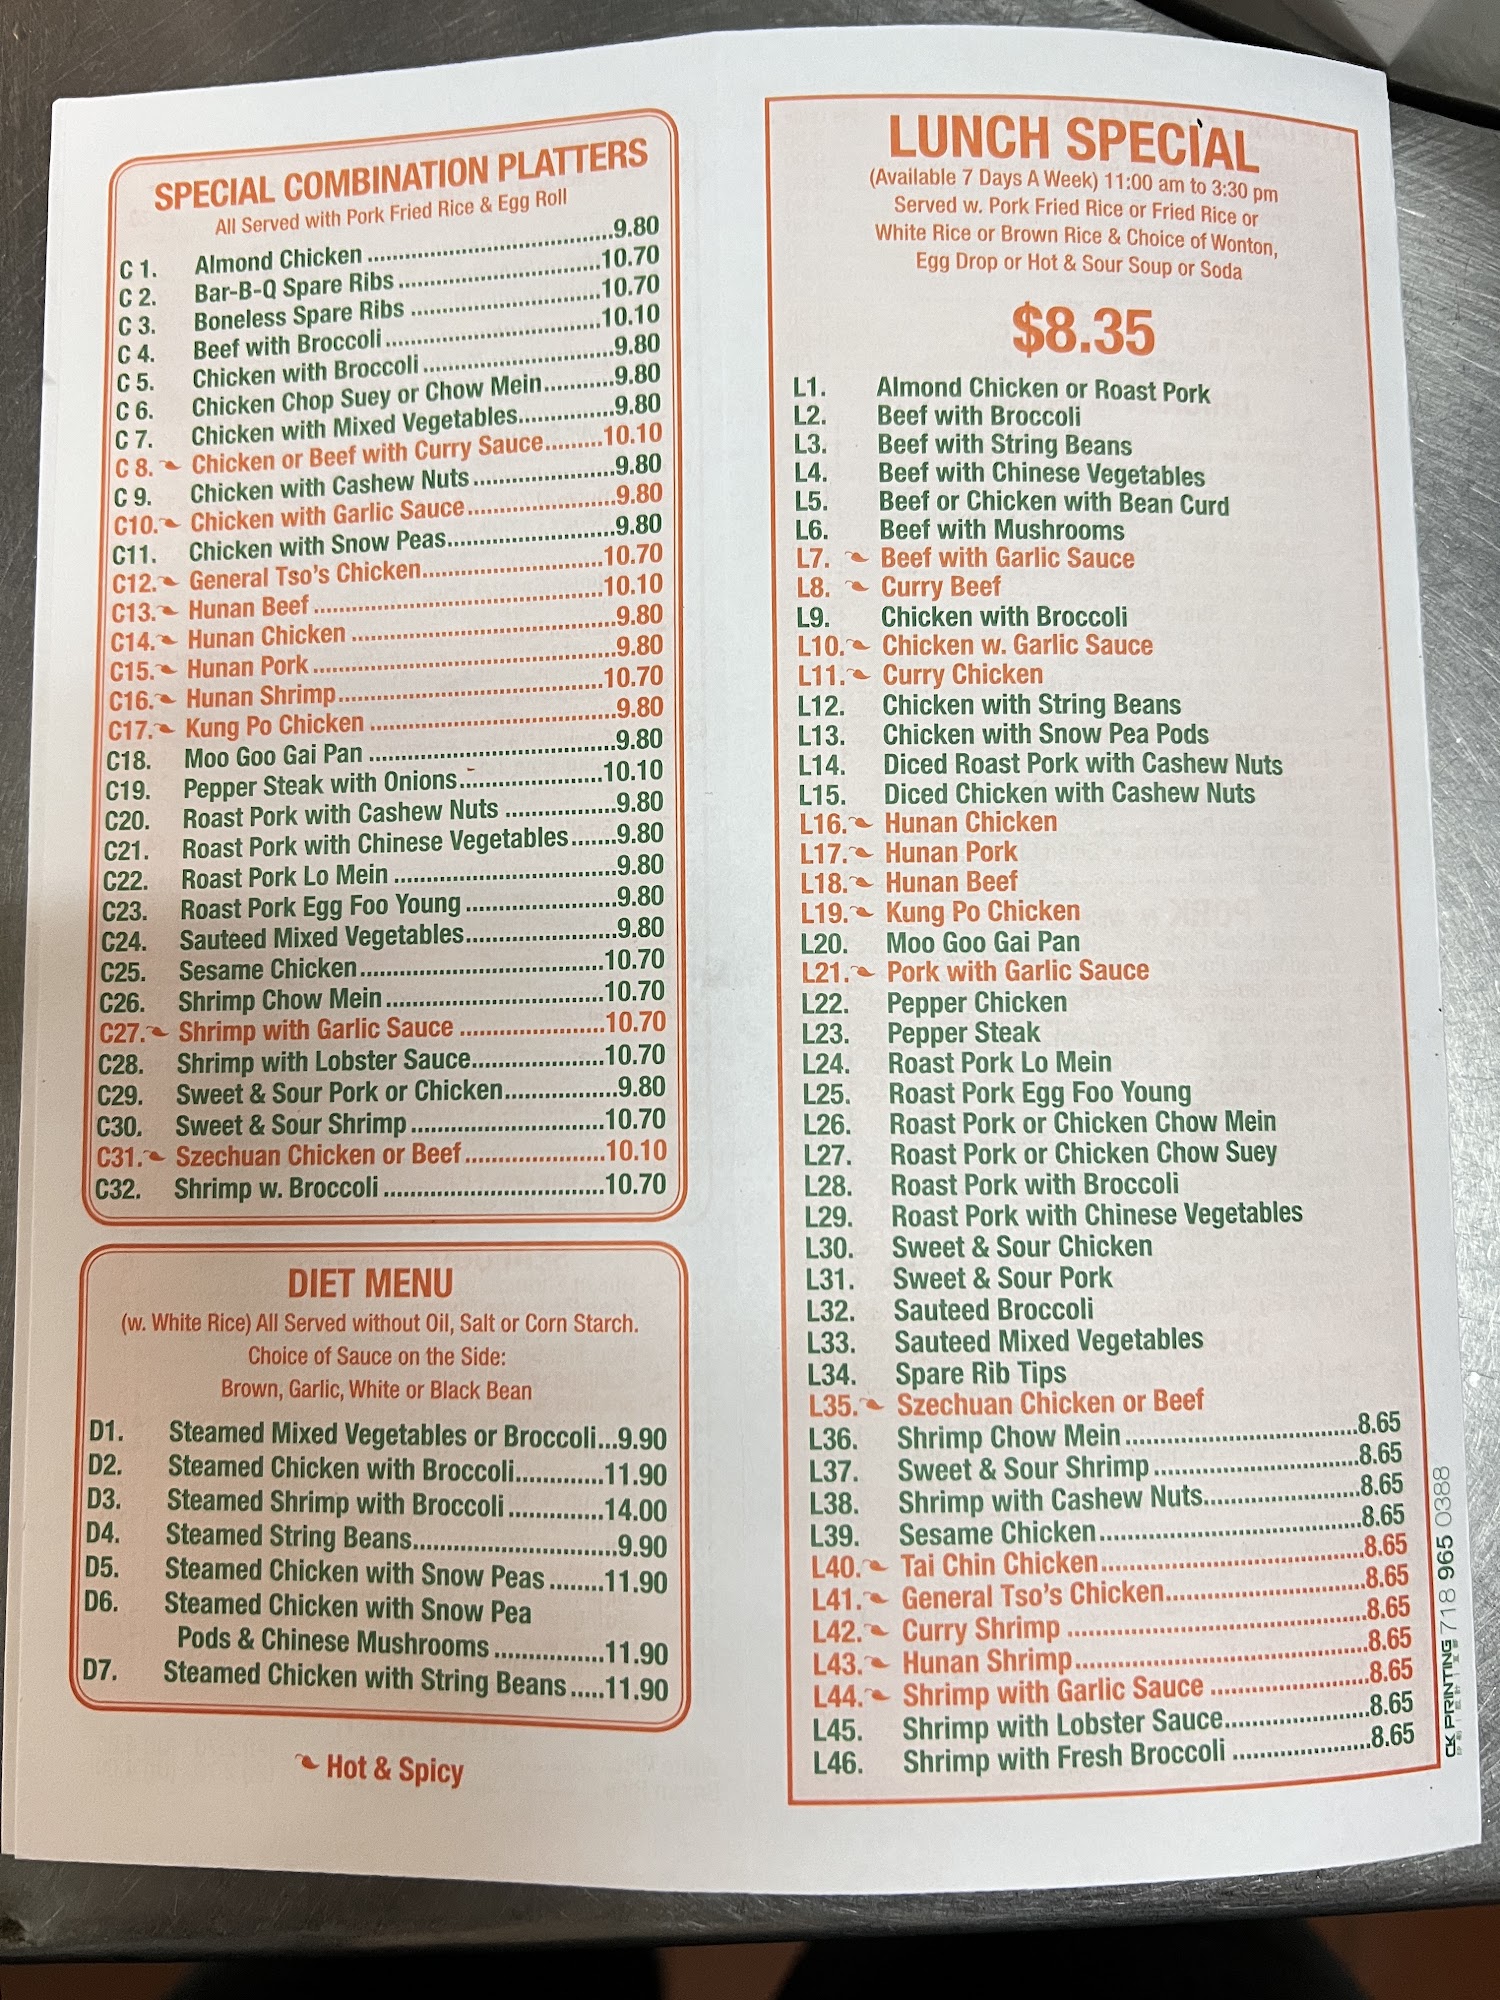 SPECIAL COMBINATION PLATTERS
All Served with Pork Fried Rice & Egg Roll
C 1. Almond Chicken 9.80
C 2. Bar-B-Q Spare Ribs 10.70
C 3. Boneless Spare Ribs 10.70
C 4. Beef with Broccoli 10.10
C 5. Chicken with Broccoli 9.80
C 6. Chicken Chop Suey or Chow Mein 9.80
C 7. Chicken with Mixed Vegetables 9.80
C 8. Chicken or Beef with Curry Sauce 10.10
C 9. Chicken with Cashew Nuts 9.80
C10. Chicken with Garlic Sauce 9.80
C11. Chicken with Snow Peas 9.80
C12. General Tso's Chicken 10.70
C13. Hunan Beef 10.10
C14. Hunan Chicken 9.80
C15. Hunan Pork 9.80
C16. Hunan Shrimp 10.70
C17. Kung Po Chicken 9.80
C18. Moo Goo Gai Pan 9.80
C19. Pepper Steak with Onions 10.10
C20. Roast Pork with Cashew Nuts 9.80
C21. Roast Pork with Chinese Vegetables 9.80
C22. Roast Pork Lo Mein 9.80
C23. Roast Pork Egg Foo Young 9.80
C24. Sauteed Mixed Vegetables 9.80
C25. Sesame Chicken 10.70
C26. Shrimp Chow Mein 10.70
C27. Shrimp with Garlic Sauce 10.70
C28. Shrimp with Lobster Sauce 10.70
C29. Sweet & Sour Pork or Chicken 9.80
C30. Sweet & Sour Shrimp 10.70
C31. Szechuan Chicken or Beef 10.10
C32. Shrimp w. Broccoli 10.70
DIET MENU
(w. White Rice) All Served without Oil, Salt or Corn Starch.
Choice of Sauce on the Side:
Brown, Garlic, White or Black Bean
D1. Steamed Mixed Vegetables or Broccoli 9.90
D2. Steamed Chicken with Broccoli 11.90
D3. Steamed Shrimp with Broccoli 14.00
D4. Steamed String Beans 9.90
D5. Steamed Chicken with Snow Peas 11.90
D6. Steamed Chicken with Snow Pea
Pods & Chinese Mushrooms 11.90
D7. Steamed Chicken with String Beans 11.90
Hot & Spicy
LUNCH SPECIAL
(Available 7 Days A Week) 11:00 am to 3:30 pm
Served w. Pork Fried Rice or Fried Rice or
White Rice or Brown Rice & Choice of Wonton,
Egg Drop or Hot & Sour Soup or Soda
$8.35
L1. Almond Chicken or Roast Pork
L2. Beef with Broccoli
L3. Beef with String Beans
L4. Beef with Chinese Vegetables
L5. Beef or Chicken with Bean Curd
L6. Beef with Mushrooms
L7. Beef with Garlic Sauce
L8. Curry Beef
L9. Chicken with Broccoli
L10. Chicken w. Garlic Sauce
L11. Curry Chicken
L12. Chicken with String Beans
L13. Chicken with Snow Pea Pods
L14. Diced Roast Pork with Cashew Nuts
L15. Diced Chicken with Cashew Nuts
L16. Hunan Chicken
L17. Hunan Pork
L18. Hunan Beef
L19. Kung Po Chicken
L20. Moo Goo Gai Pan
L21. Pork with Garlic Sauce
L22. Pepper Chicken
L23. Pepper Steak
L24. Roast Pork Lo Mein
L25. Roast Pork Egg Foo Young
L26. Roast Pork or Chicken Chow Mein
L27. Roast Pork or Chicken Chow Suey
L28. Roast Pork with Broccoli
L29. Roast Pork with Chinese Vegetables
L30. Sweet & Sour Chicken
L31. Sweet & Sour Pork
L32. Sauteed Broccoli
L33. Sauteed Mixed Vegetables
L34. Spare Rib Tips
L35. Szechuan Chicken or Beef
L36. Shrimp Chow Mein 8.65
L37. Sweet & Sour Shrimp 8.65
L38. Shrimp with Cashew Nuts 8.65
L39. Sesame Chicken 8.65
L40. Tai Chin Chicken 8.65
L41. General Tso's Chicken 8.65
L42. Curry Shrimp 8.65
L43. Hunan Shrimp 8.65
L44. Shrimp with Garlic Sauce 8.65
L45. Shrimp with Lobster Sauce 8.65
L46. Shrimp with Fresh Broccoli 8.65
CK PRINTING 718 965 0388